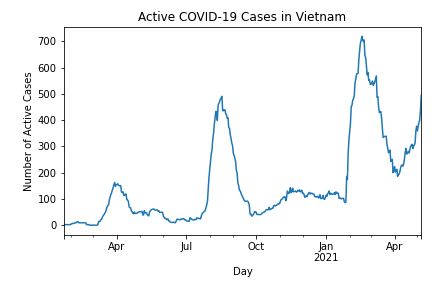 Active COVID-19 Cases in Vietnam
Number of Active Cases
700
600
500
400
300
200
100
0
Apr
Jul
Oct
Jan
2021
Apr
Day